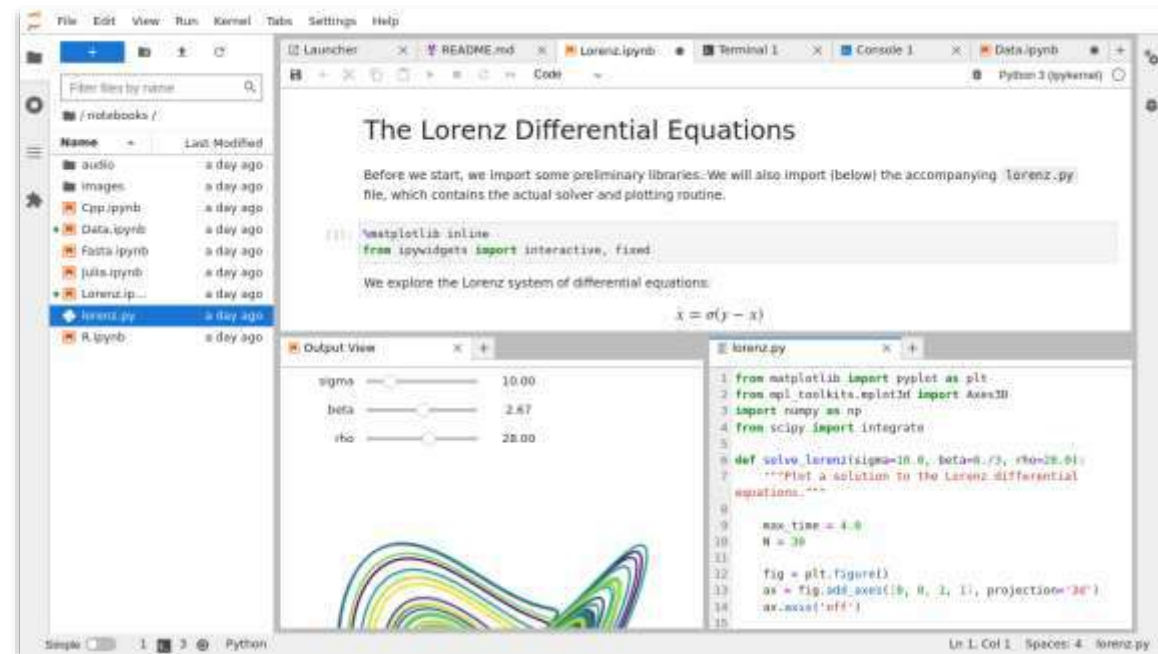 File Edit View Run Kernel Tabs Settings Help
Launcher README.md Lorenz.ipynb Terminal 1 Console 1 Data.ipynb
Code Python 3 (ipykernel)
Filter files by name
/ notebooks /
Name Last Modified
audio a day ago
images a day ago
Cpp.ipynb a day ago
Data.ipynb a day ago
Fasta.ipynb a day ago
Julia.ipynb a day ago
Lorenz.ip... a day ago
lorenz.py a day ago
R.ipynb a day ago
The Lorenz Differential Equations
Before we start, we import some preliminary libraries. We will also import (below) the accompanying lorenz.py
file, which contains the actual solver and plotting routine.
%matplotlib inline
from ipywidgets import interactive, fixed
We explore the Lorenz system of differential equations:
ẋ = σ(y − x)
Output View
sigma 10.00
beta 2.67
rho 28.00
lorenz.py
1 from matplotlib import pyplot as plt
2 from mpl_toolkits.mplot3d import Axes3D
3 import numpy as np
4 from scipy import integrate
5
6 def solve_lorenz(sigma=10.0, beta=8./3, rho=28.0):
7 """Plot a solution to the Lorenz differential
equations."""
8
9 max_time = 4.0
10 N = 30
11
12 fig = plt.figure()
13 ax = fig.add_axes([0, 0, 1, 1], projection='3d')
14 ax.axis('off')
15
Simple 1 3 Python
Ln 1, Col 1 Spaces: 4 lorenz.py